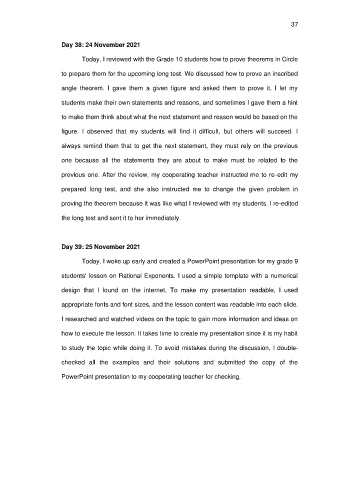 37
Day 38: 24 November 2021
Today, I reviewed with the Grade 10 students how to prove theorems in Circle
to prepare them for the upcoming long test. We discussed how to prove an inscribed
angle theorem. I gave them a given figure and asked them to prove it. I let my
students make their own statements and reasons, and sometimes I gave them a hint
to make them think about what the next statement and reason would be based on the
figure. I observed that my students will find it difficult, but others will succeed. I
always remind them that to get the next statement, they must rely on the previous
one because all the statements they are about to make must be related to the
previous one. After the review, my cooperating teacher instructed me to re-edit my
prepared long test, and she also instructed me to change the given problem in
proving the theorem because it was like what I reviewed with my students. I re-edited
the long test and sent it to her immediately.
Day 39: 25 November 2021
Today, I woke up early and created a PowerPoint presentation for my grade 9
students' lesson on Rational Exponents. I used a simple template with a numerical
design that I found on the internet. To make my presentation readable, I used
appropriate fonts and font sizes, and the lesson content was readable into each slide.
I researched and watched videos on the topic to gain more information and ideas on
how to execute the lesson. It takes time to create my presentation since it is my habit
to study the topic while doing it. To avoid mistakes during the discussion, I double-
checked all the examples and their solutions and submitted the copy of the
PowerPoint presentation to my cooperating teacher for checking.